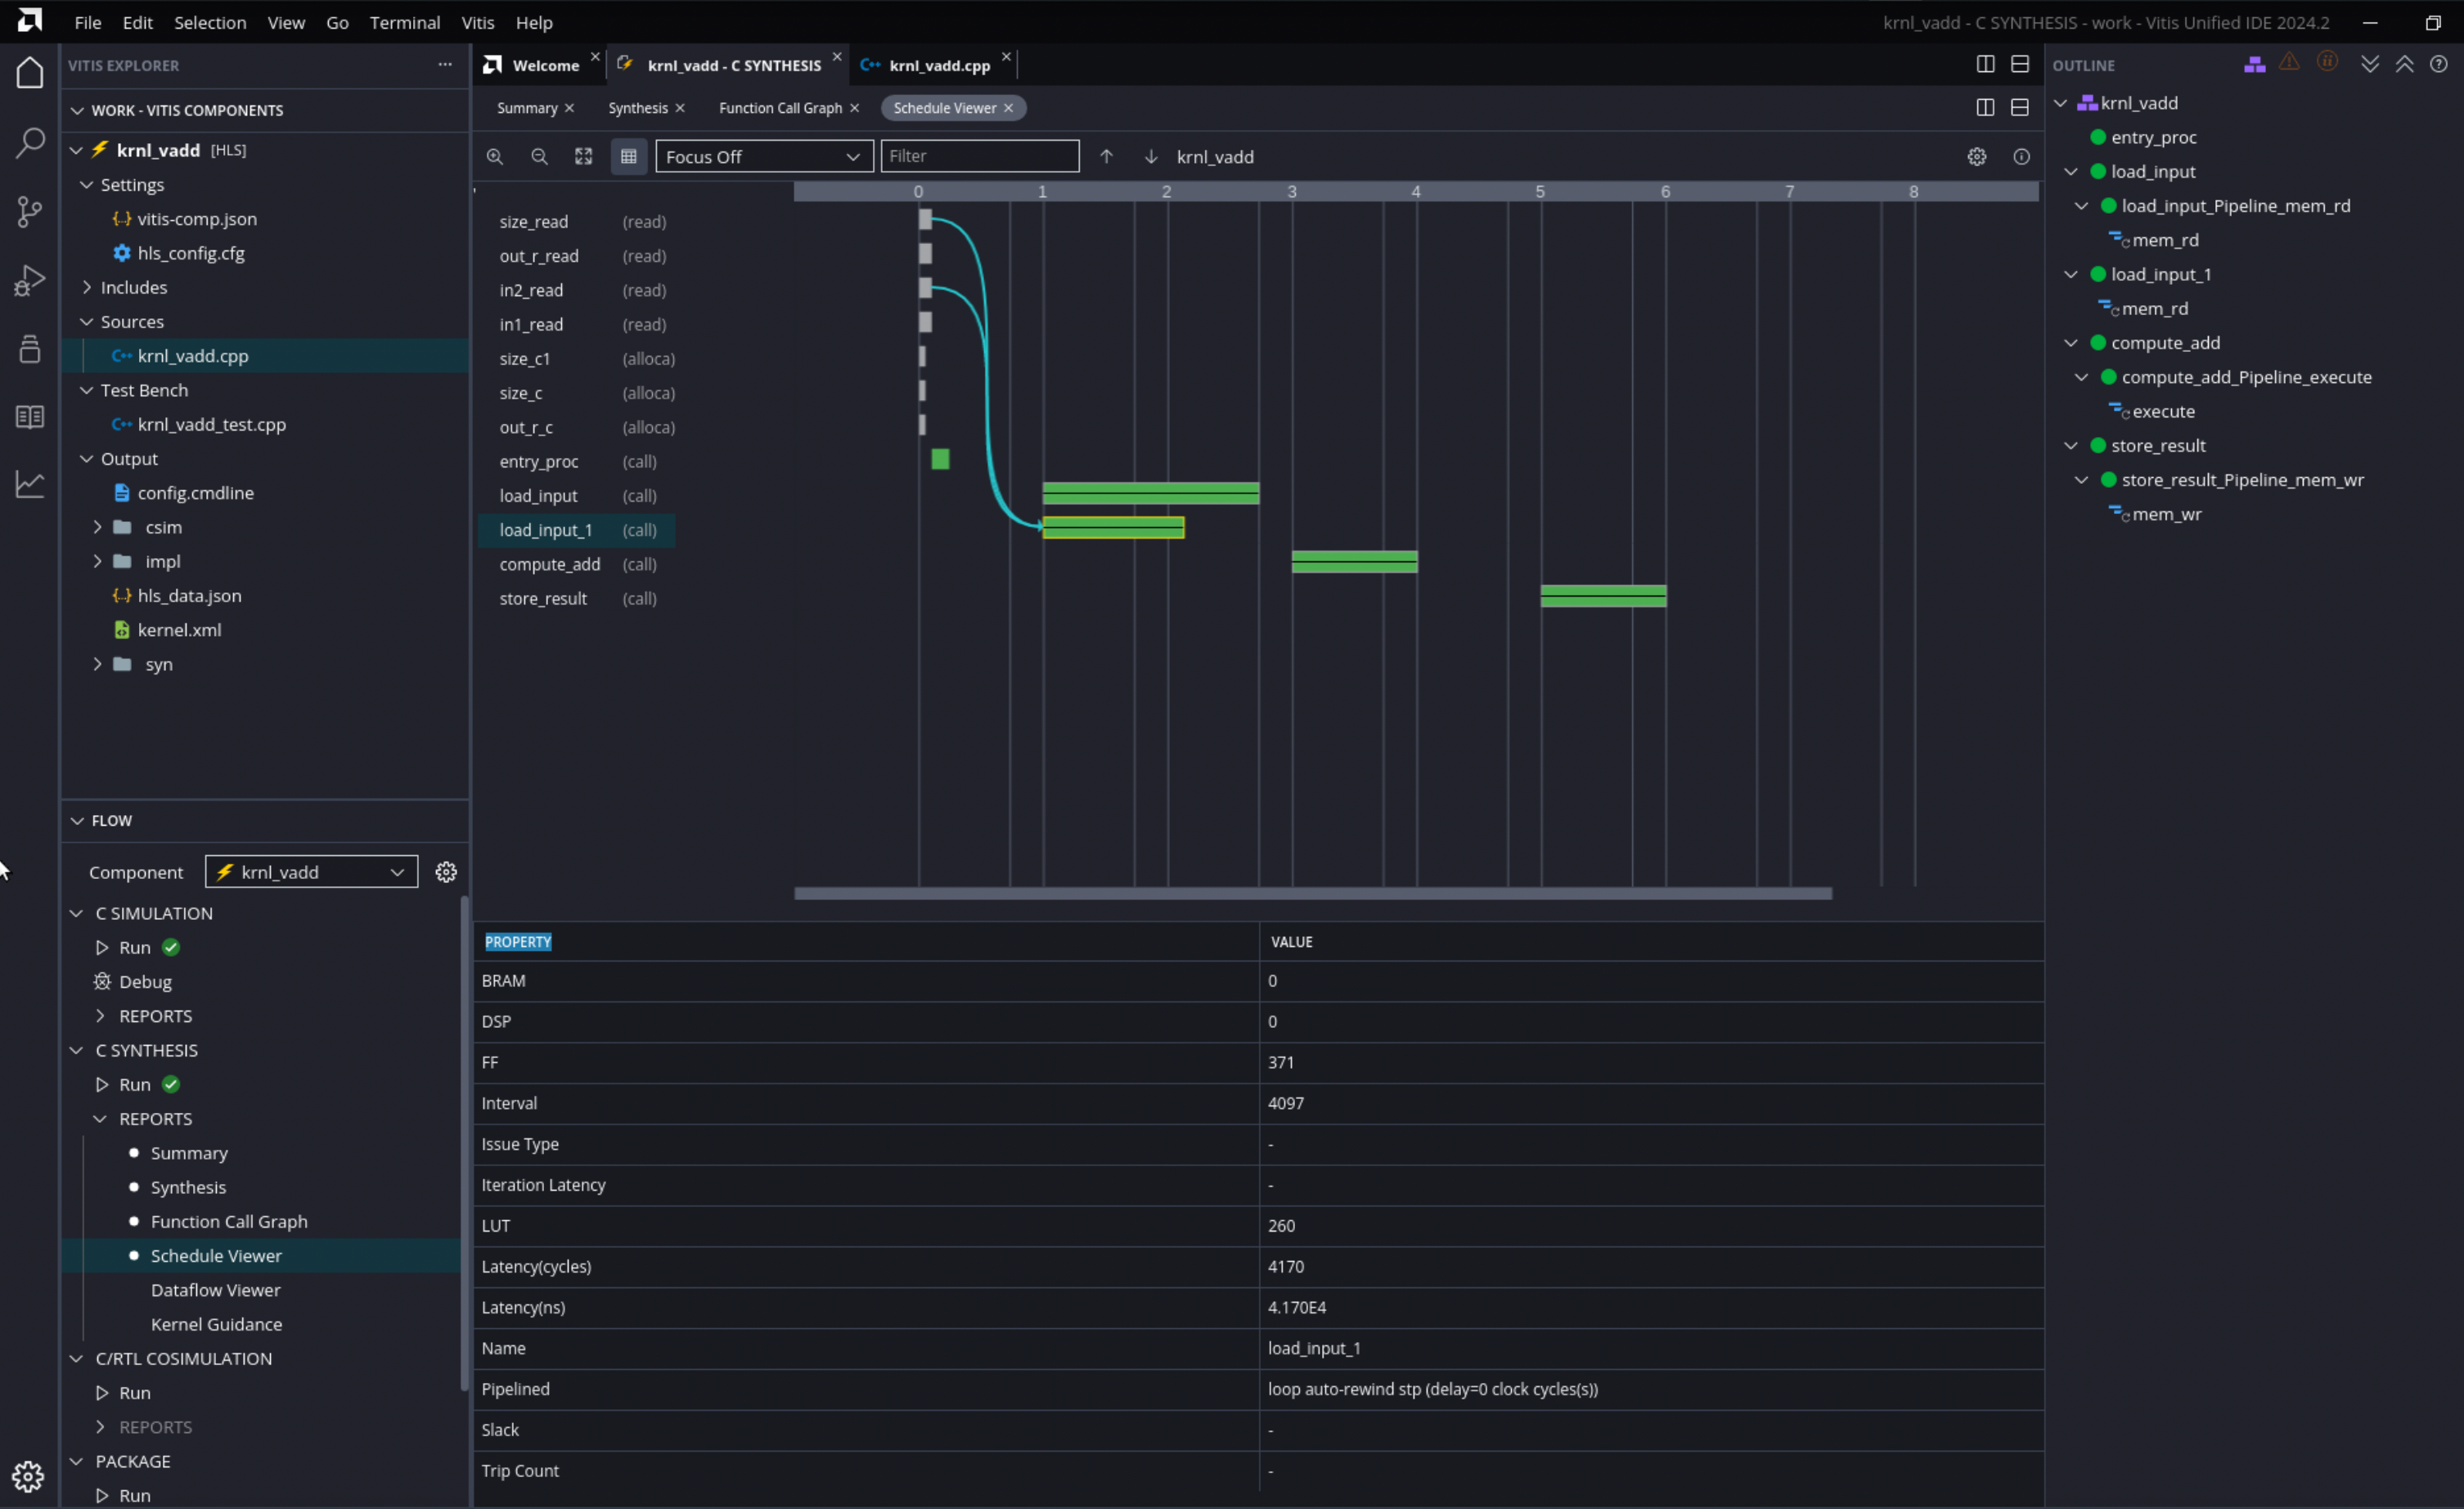 File Edit Selection View Go Terminal Vitis Help
krnl_vadd - C SYNTHESIS - work - Vitis Unified IDE 2024.2
VITIS EXPLORER
WORK - VITIS COMPONENTS
krnl_vadd [HLS]
Settings
vitis-comp.json
hls_config.cfg
Includes
Sources
krnl_vadd.cpp
Test Bench
krnl_vadd_test.cpp
Output
config.cmdline
csim
impl
hls_data.json
kernel.xml
syn
FLOW
Component krnl_vadd
C SIMULATION
Run
Debug
REPORTS
C SYNTHESIS
Run
REPORTS
Summary
Synthesis
Function Call Graph
Schedule Viewer
Dataflow Viewer
Kernel Guidance
C/RTL COSIMULATION
Run
REPORTS
PACKAGE
Run
Welcome krnl_vadd - C SYNTHESIS krnl_vadd.cpp
Summary Synthesis Function Call Graph Schedule Viewer
Focus Off Filter krnl_vadd
0 1 2 3 4 5 6 7 8
size_read (read)
out_r_read (read)
in2_read (read)
in1_read (read)
size_c1 (alloca)
size_c (alloca)
out_r_c (alloca)
entry_proc (call)
load_input (call)
load_input_1 (call)
compute_add (call)
store_result (call)
PROPERTY VALUE
BRAM 0
DSP 0
FF 371
Interval 4097
Issue Type -
Iteration Latency -
LUT 260
Latency(cycles) 4170
Latency(ns) 4.170E4
Name load_input_1
Pipelined loop auto-rewind stp (delay=0 clock cycles(s))
Slack -
Trip Count -
OUTLINE
krnl_vadd
entry_proc
load_input
load_input_Pipeline_mem_rd
mem_rd
load_input_1
mem_rd
compute_add
compute_add_Pipeline_execute
execute
store_result
store_result_Pipeline_mem_wr
mem_wr